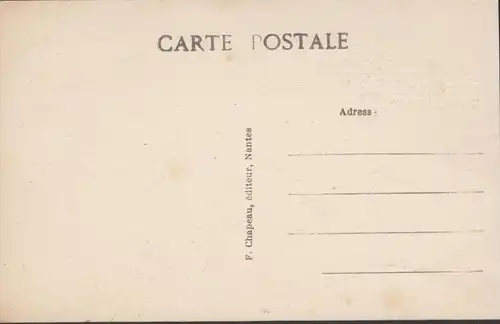 CARTE POSTALE
Adress:
F. Chapeau, éditeur, Nantes